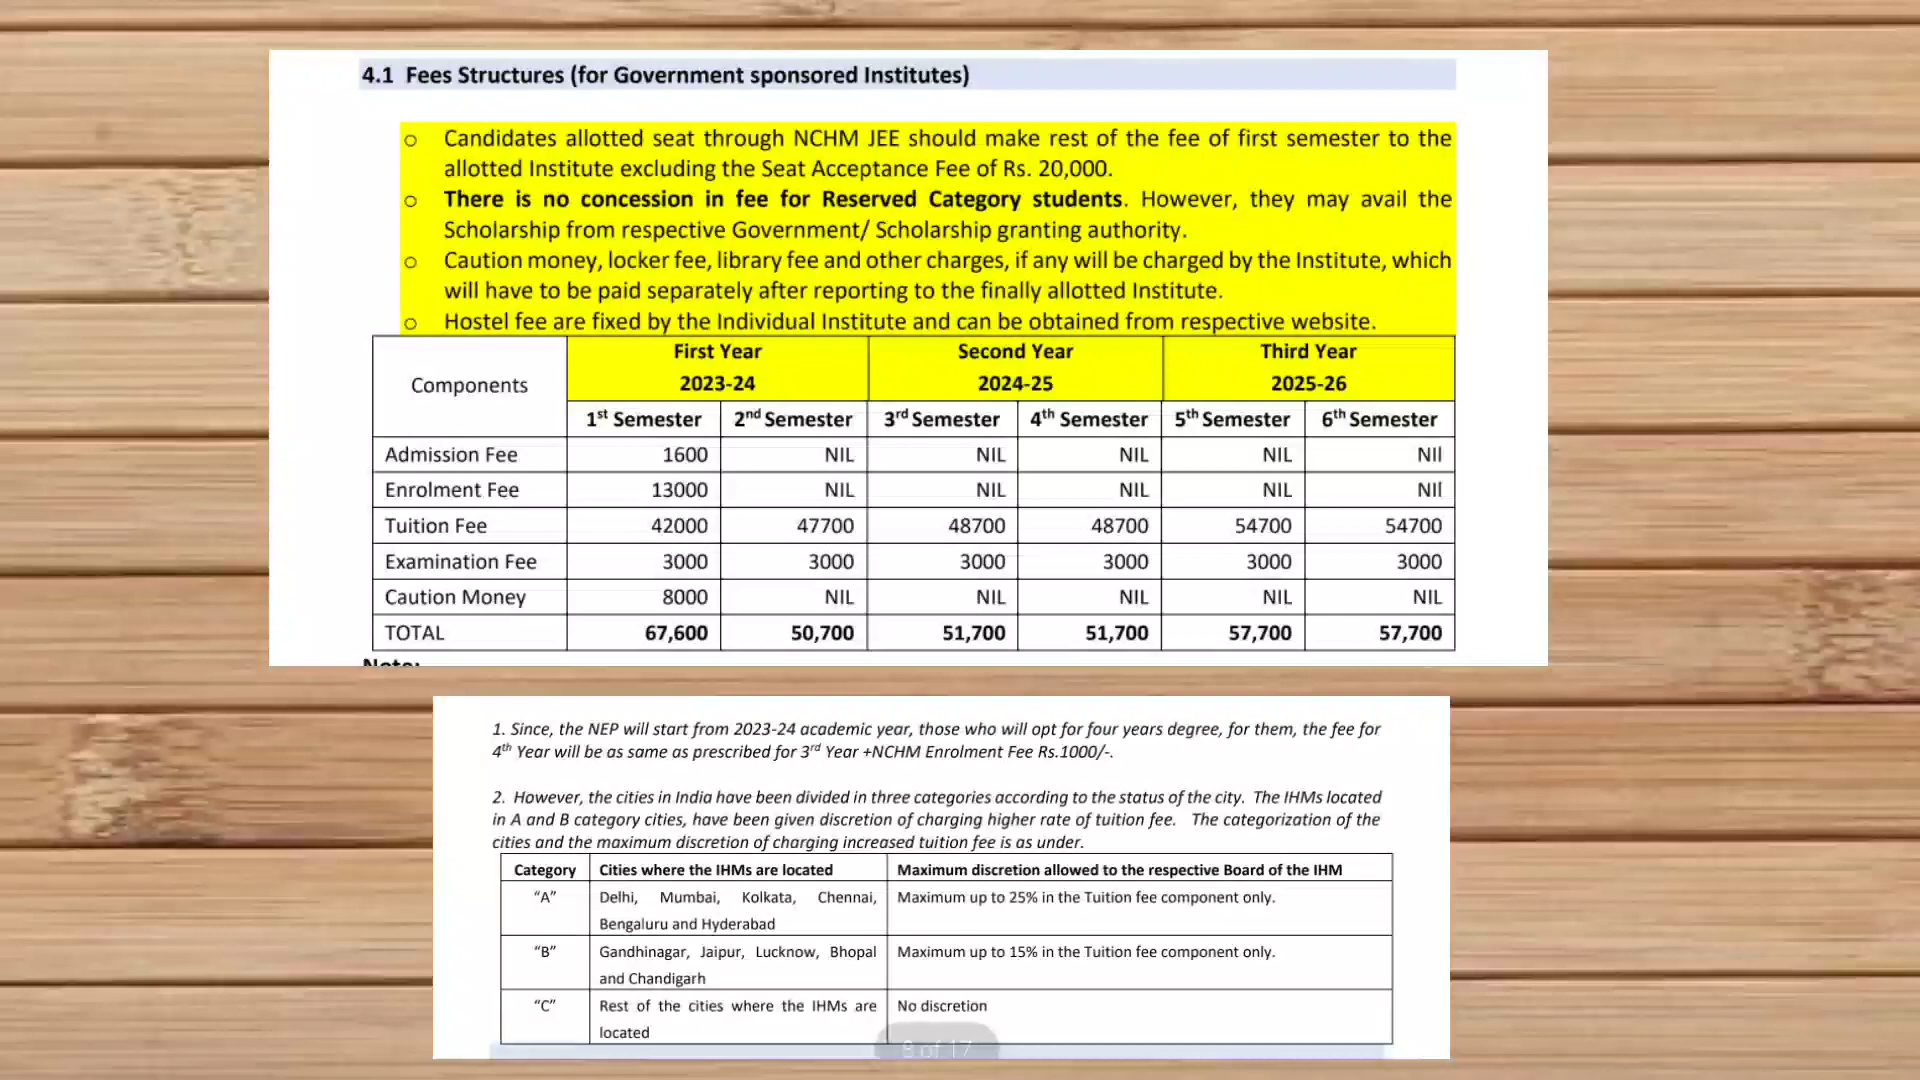 4.1 Fees Structures (for Government sponsored Institutes)
o Candidates allotted seat through NCHM JEE should make rest of the fee of first semester to the
allotted Institute excluding the Seat Acceptance Fee of Rs. 20,000.
o There is no concession in fee for Reserved Category students. However, they may avail the
Scholarship from respective Government/ Scholarship granting authority.
o Caution money, locker fee, library fee and other charges, if any will be charged by the Institute, which
will have to be paid separately after reporting to the finally allotted Institute.
o Hostel fee are fixed by the Individual Institute and can be obtained from respective website.
Components First Year 2023-24 Second Year 2024-25 Third Year 2025-26
1st Semester 2nd Semester 3rd Semester 4th Semester 5th Semester 6th Semester
Admission Fee 1600 NIL NIL NIL NIL NIl
Enrolment Fee 13000 NIL NIL NIL NIL NIl
Tuition Fee 42000 47700 48700 48700 54700 54700
Examination Fee 3000 3000 3000 3000 3000 3000
Caution Money 8000 NIL NIL NIL NIL NIL
TOTAL 67,600 50,700 51,700 51,700 57,700 57,700
Note:
1. Since, the NEP will start from 2023-24 academic year, those who will opt for four years degree, for them, the fee for
4th Year will be as same as prescribed for 3rd Year +NCHM Enrolment Fee Rs.1000/-.
2. However, the cities in India have been divided in three categories according to the status of the city. The IHMs located
in A and B category cities, have been given discretion of charging higher rate of tuition fee. The categorization of the
cities and the maximum discretion of charging increased tuition fee is as under.
Category Cities where the IHMs are located Maximum discretion allowed to the respective Board of the IHM
“A” Delhi, Mumbai, Kolkata, Chennai, Maximum up to 25% in the Tuition fee component only.
Bengaluru and Hyderabad
“B” Gandhinagar, Jaipur, Lucknow, Bhopal Maximum up to 15% in the Tuition fee component only.
and Chandigarh
“C” Rest of the cities where the IHMs are No discretion
located
9 of 17